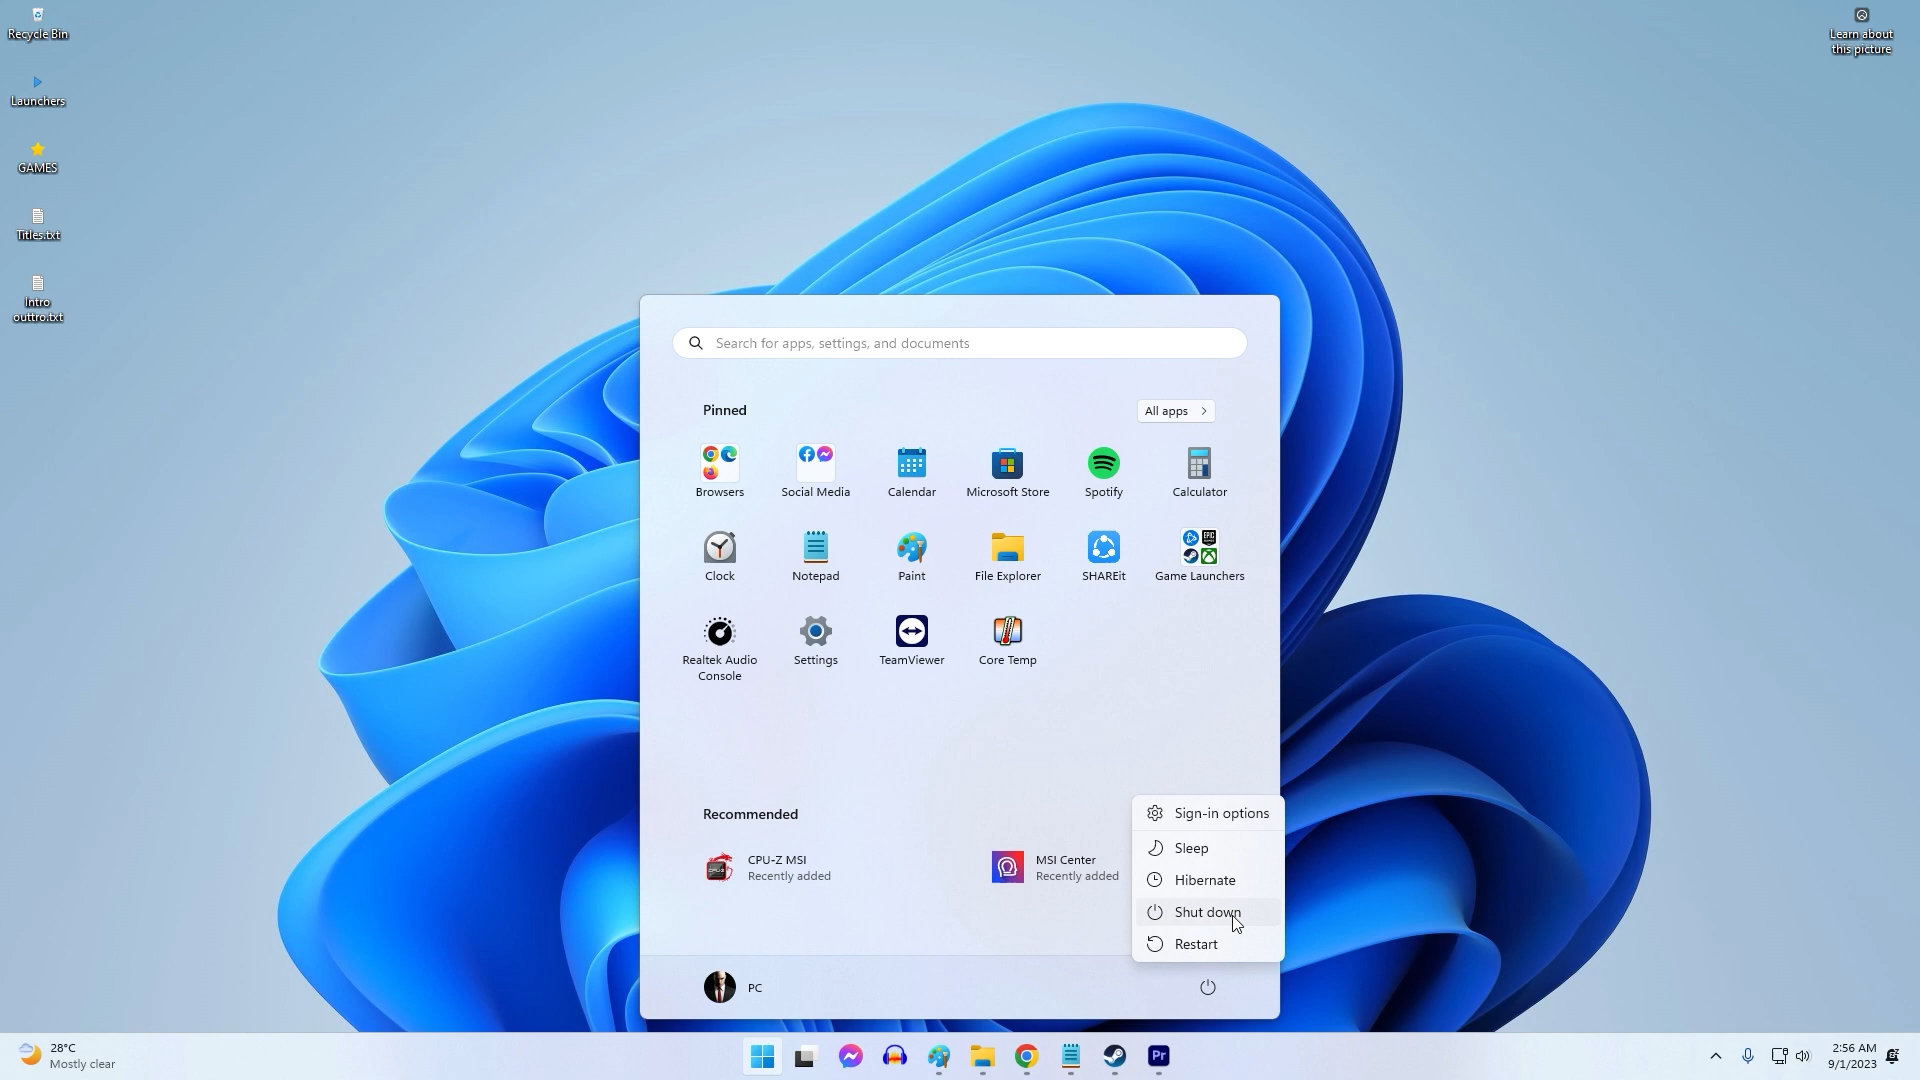 Recycle Bin
Launchers
GAMES
Titles.txt
Intro
outtro.txt
Learn about
this picture
Search for apps, settings, and documents
Pinned
All apps
Browsers
Social Media
Calendar
Microsoft Store
Spotify
Calculator
Clock
Notepad
Paint
File Explorer
SHAREit
Game Launchers
EPIC
Realtek Audio
Console
Settings
TeamViewer
Core Temp
Recommended
CPU-Z MSI
Recently added
MSI Center
Recently added
Sign-in options
Sleep
Hibernate
Shut down
Restart
PC
28°C
Mostly clear
Pr
2:56 AM
9/1/2023